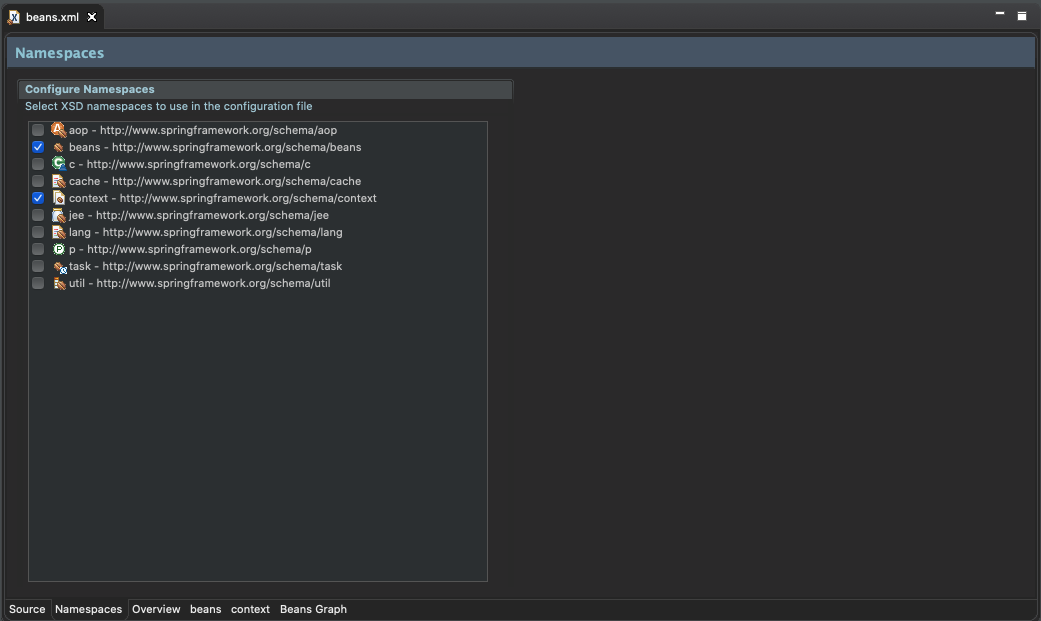 beans.xml
Namespaces
Configure Namespaces
Select XSD namespaces to use in the configuration file
aop - http://www.springframework.org/schema/aop
beans - http://www.springframework.org/schema/beans
c - http://www.springframework.org/schema/c
cache - http://www.springframework.org/schema/cache
context - http://www.springframework.org/schema/context
jee - http://www.springframework.org/schema/jee
lang - http://www.springframework.org/schema/lang
p - http://www.springframework.org/schema/p
task - http://www.springframework.org/schema/task
util - http://www.springframework.org/schema/util
Source Namespaces Overview beans context Beans Graph